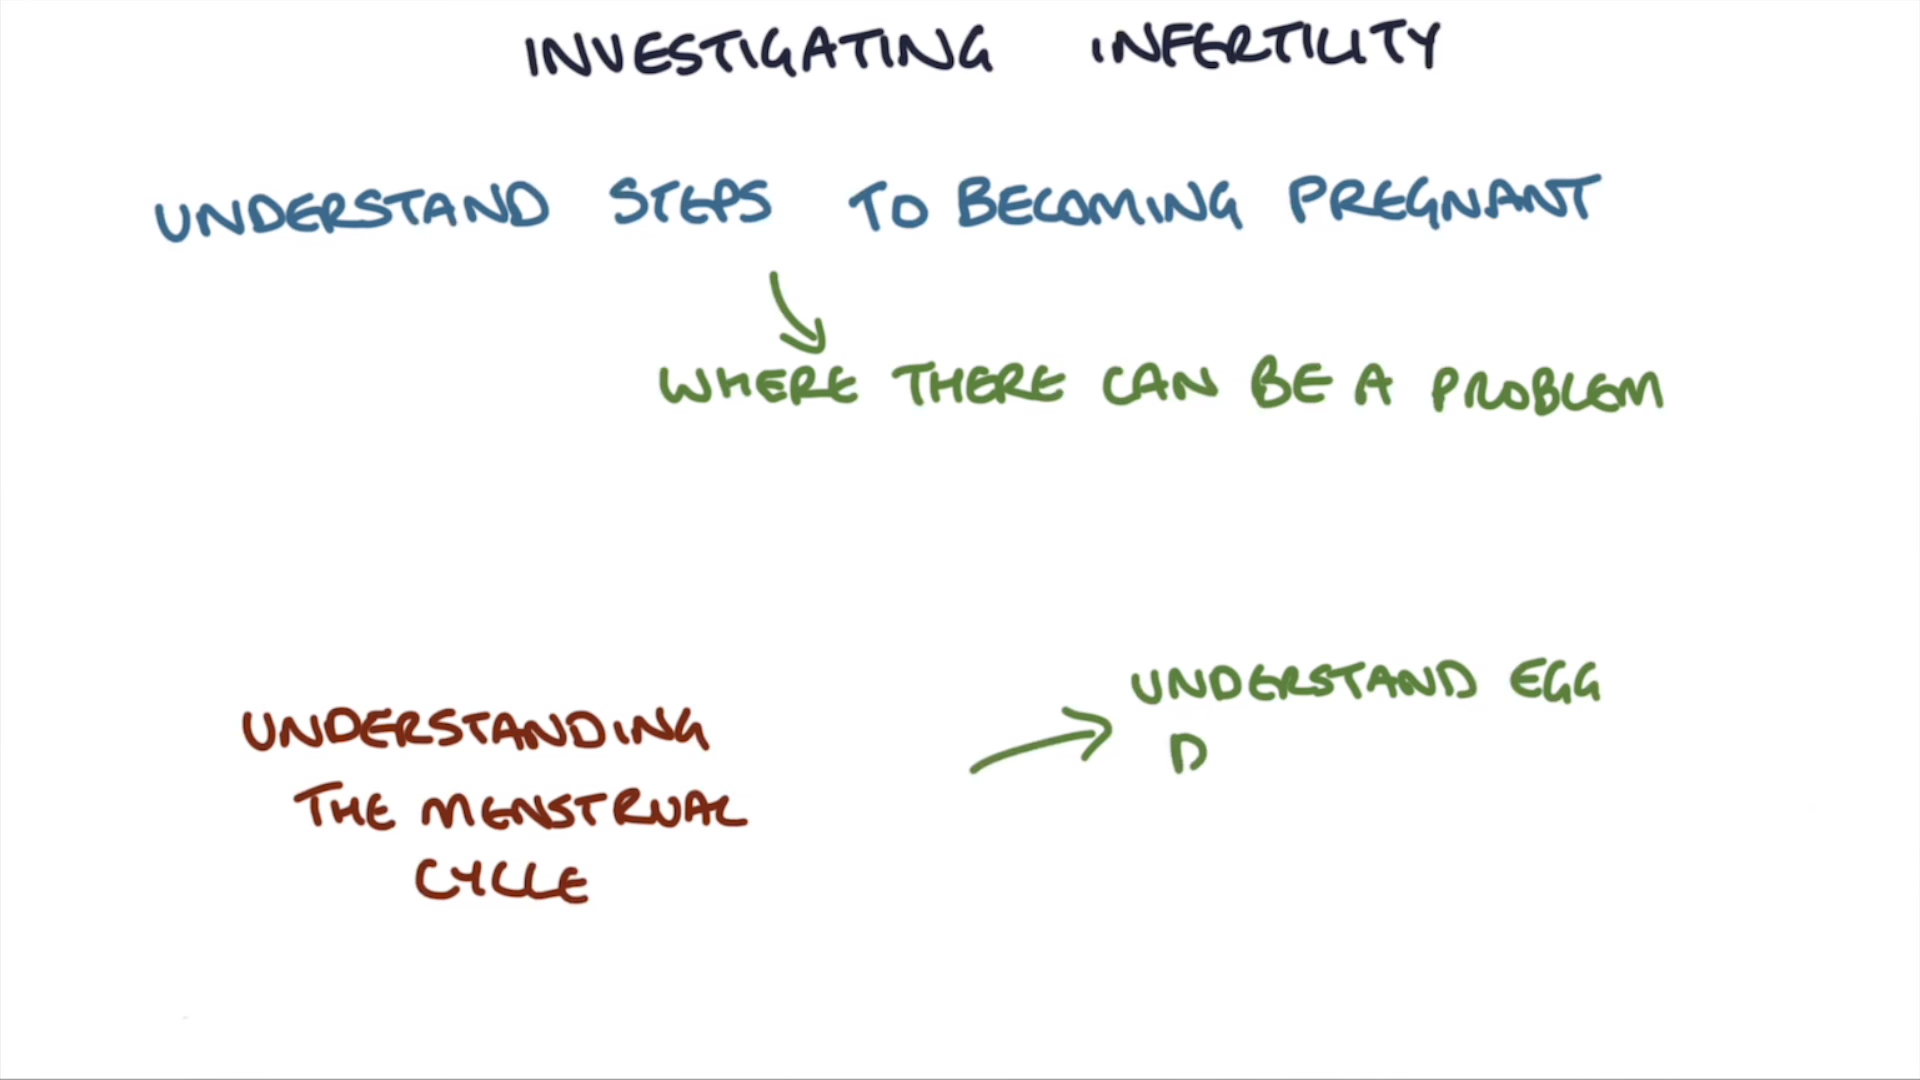 INVESTIGATING INFERTILITY
UNDERSTAND STEPS TO BECOMING PREGNANT
WHERE THERE CAN BE A PROBLEM
UNDERSTANDING
THE MENSTRUAL
CYCLE
UNDERSTAND EGG
D